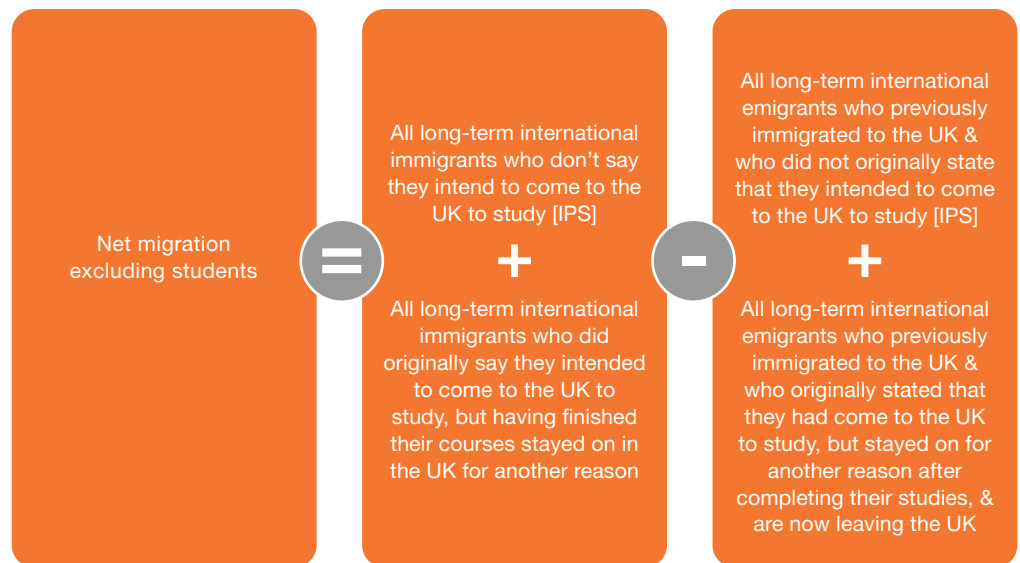 Net migration
excluding students
=
All long-term international
immigrants who don't say
they intend to come to the
UK to study [IPS]
+
All long-term international
immigrants who did
originally say they intended
to come to the UK to
study, but having finished
their courses stayed on in
the UK for another reason
-
All long-term international
emigrants who previously
immigrated to the UK &
who did not originally state
that they intended to come
to the UK to study [IPS]
+
All long-term international
emigrants who previously
immigrated to the UK &
who originally stated that
they had come to the UK
to study, but stayed on for
another reason after
completing their studies, &
are now leaving the UK